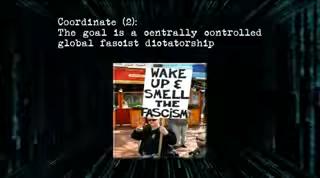 Coordinate (2):
The goal is a centrally controlled
global fascist dictatorship
WAKE
UP &
SMELL
THE
FASCISM